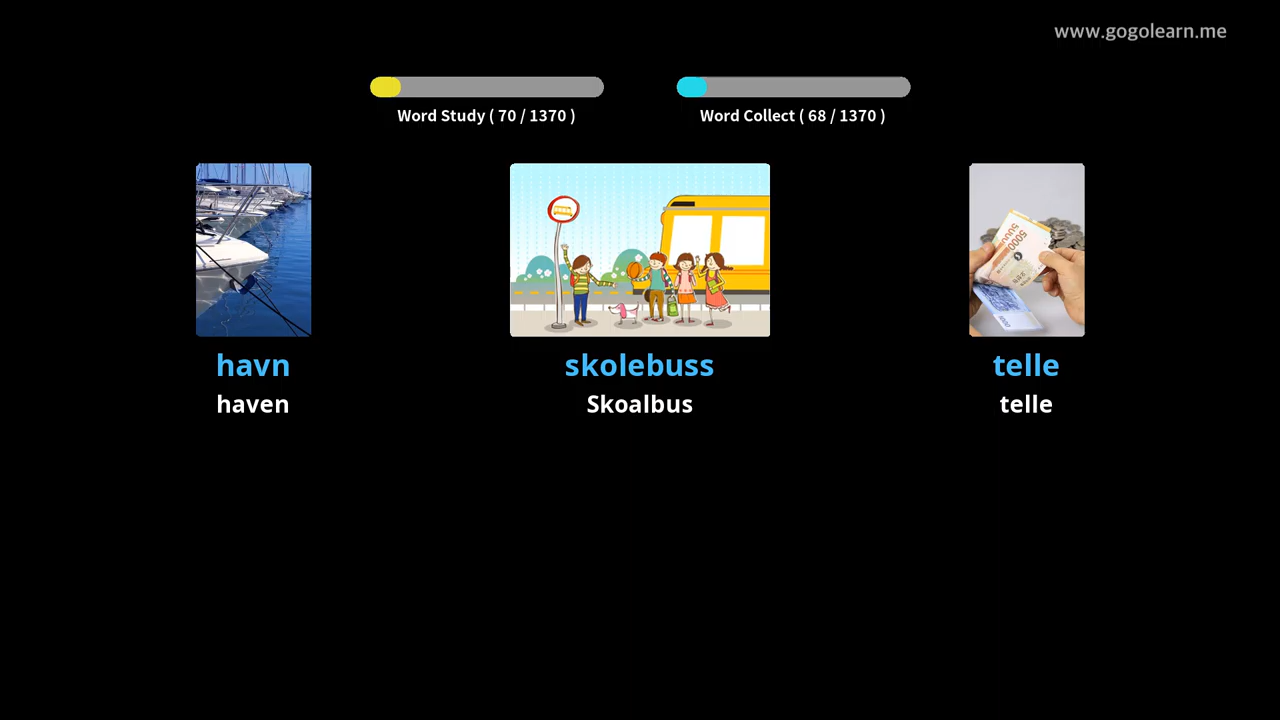 www.gogolearn.me
Word Study ( 70 / 1370 )
Word Collect ( 68 / 1370 )
havn
haven
skolebuss
Skoalbus
telle
telle